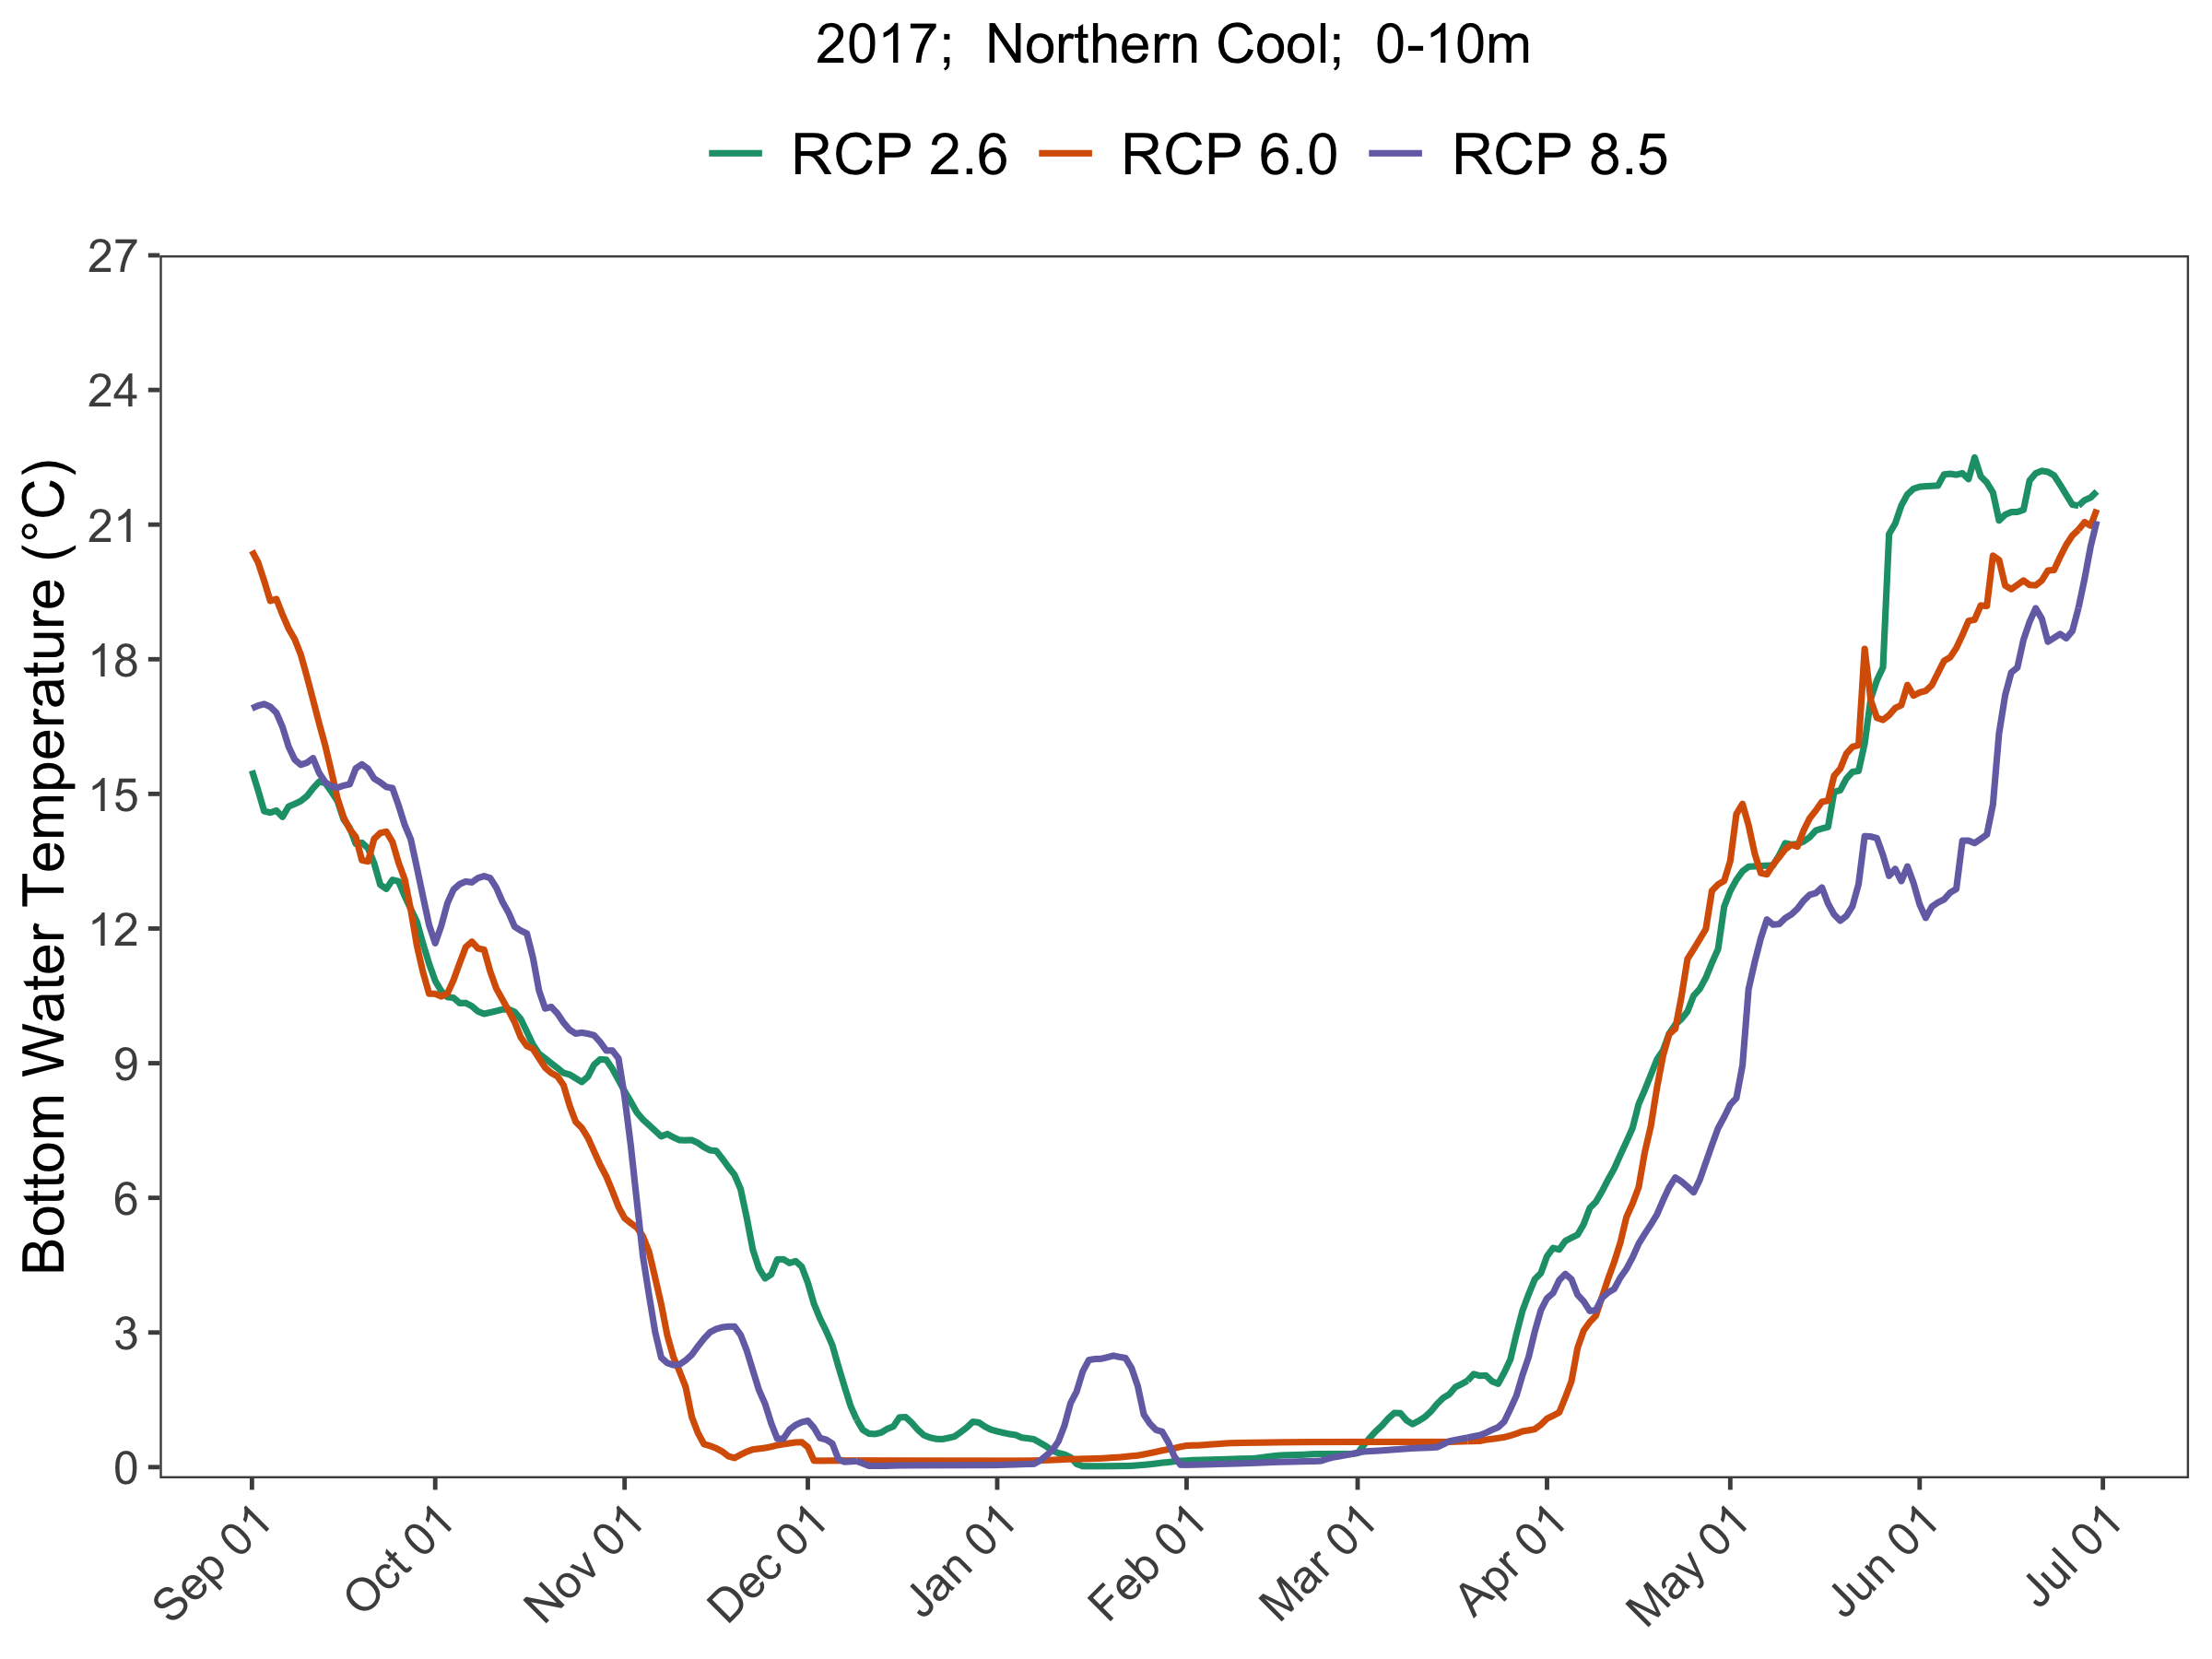 2017;  Northern Cool;  0-10m
RCP 2.6 RCP 6.0 RCP 8.5
Bottom Water Temperature (°C)
27
24
21
18
15
12
9
6
3
0
Sep 01 Oct 01 Nov 01 Dec 01 Jan 01 Feb 01 Mar 01 Apr 01 May 01 Jun 01 Jul 01